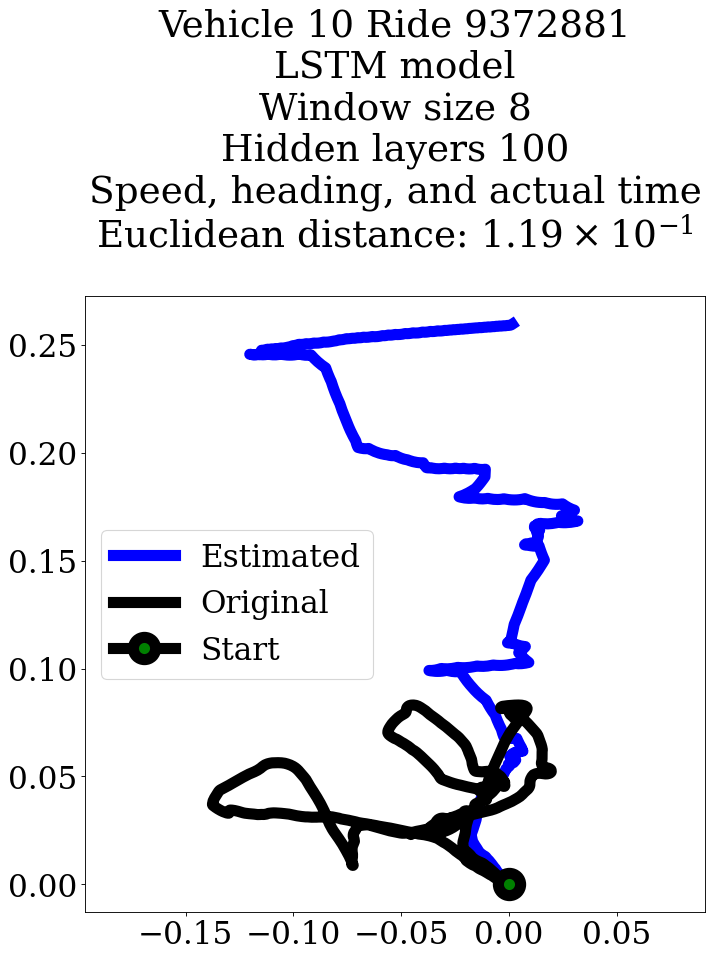 Vehicle 10 Ride 9372881
LSTM model
Window size 8
Hidden layers 100
Speed, heading, and actual time
Euclidean distance: 1.19 × 10⁻¹
0.25
0.20
0.15
0.10
0.05
0.00
Estimated
Original
Start
−0.15 −0.10 −0.05 0.00 0.05